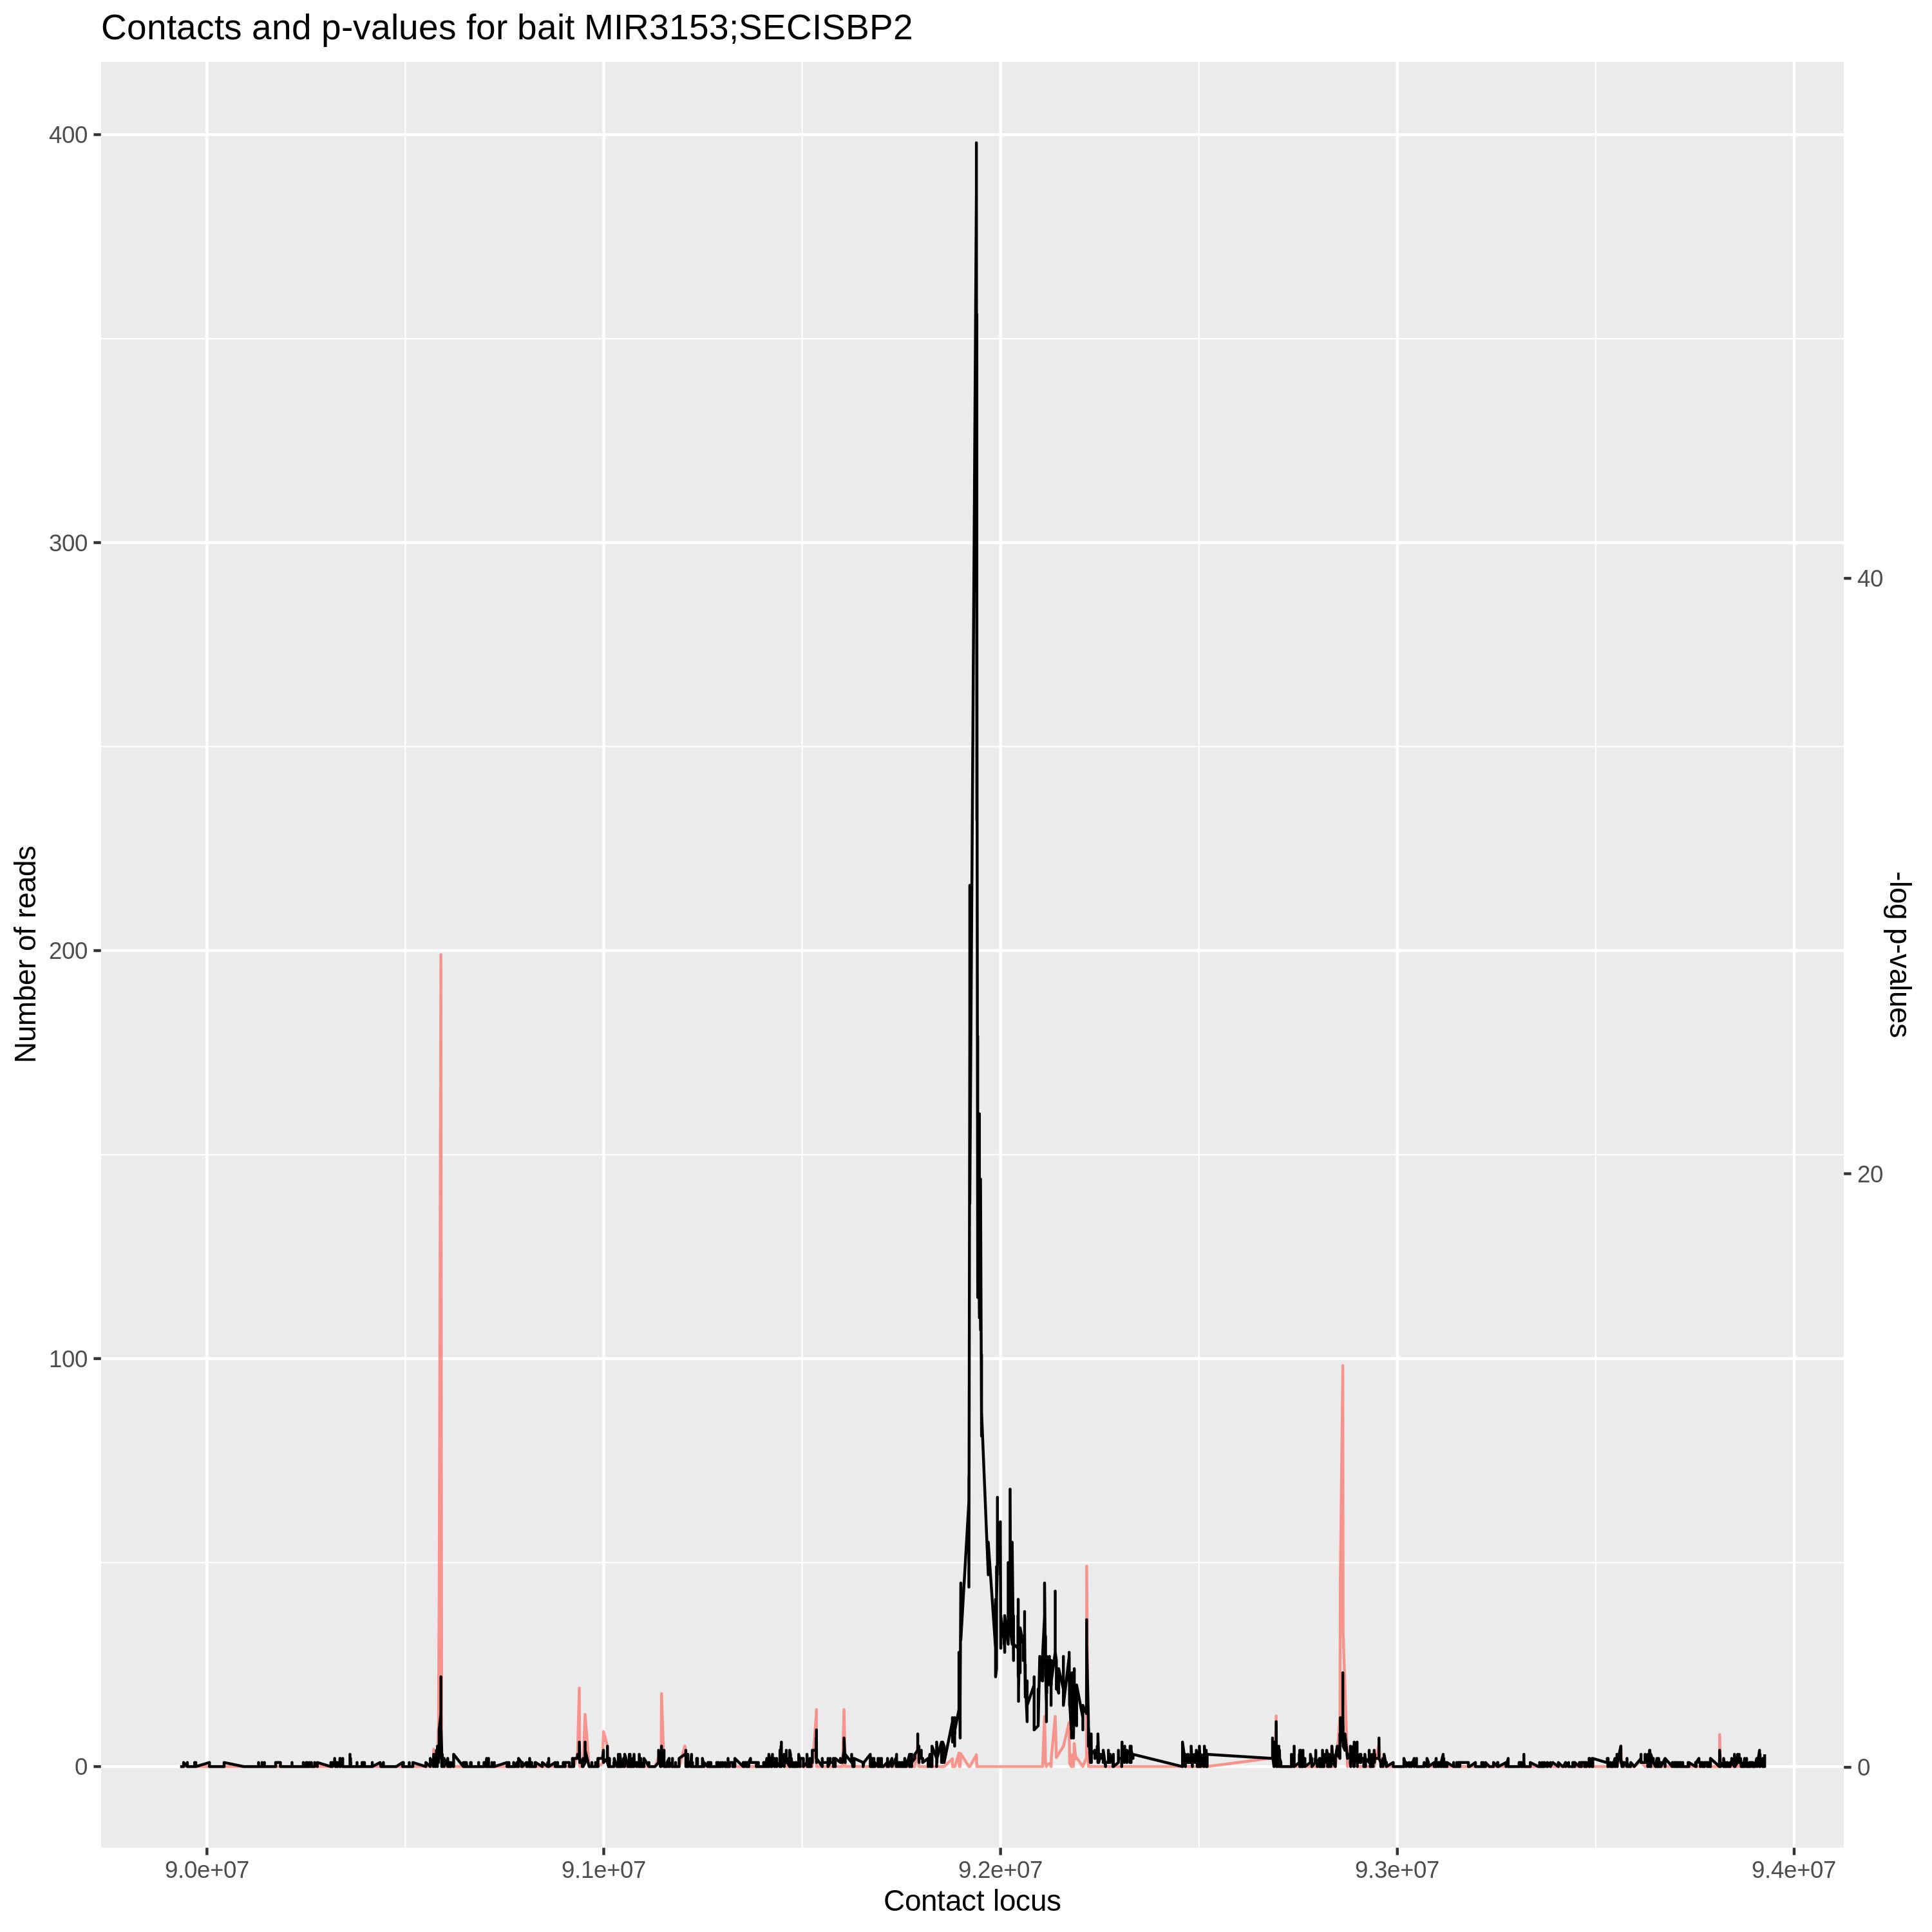 Contacts and p-values for bait MIR3153;SECISBP2
400
300
200
100
0
Number of reads
40
20
0
-log p-values
9.0e+07
9.1e+07
9.2e+07
9.3e+07
9.4e+07
Contact locus